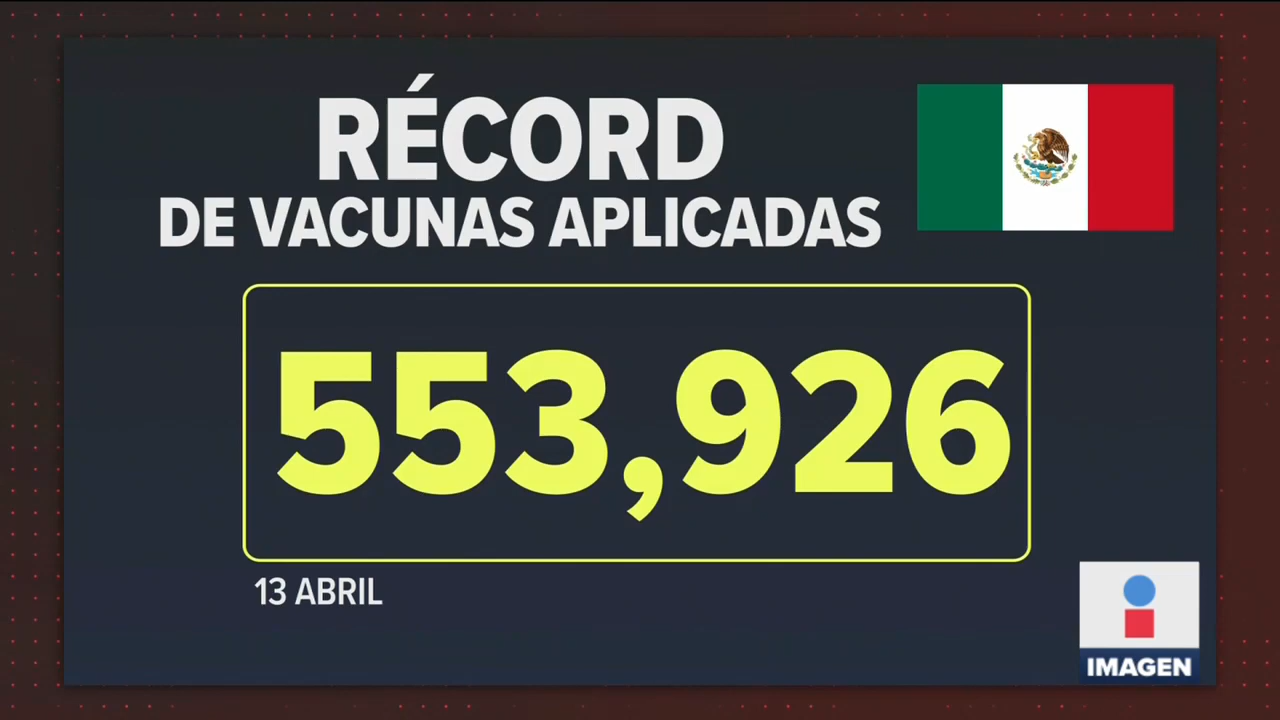 RÉCORD
DE VACUNAS APLICADAS
553,926
13 ABRIL
IMAGEN